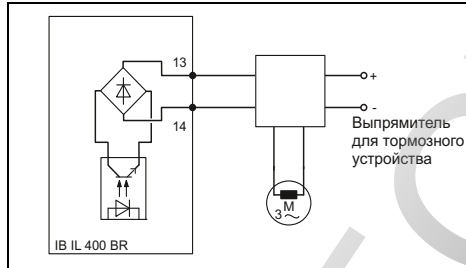 13
14
+
-
Выпрямитель
для тормозного
устройства
M
3 ~
IB IL 400 BR